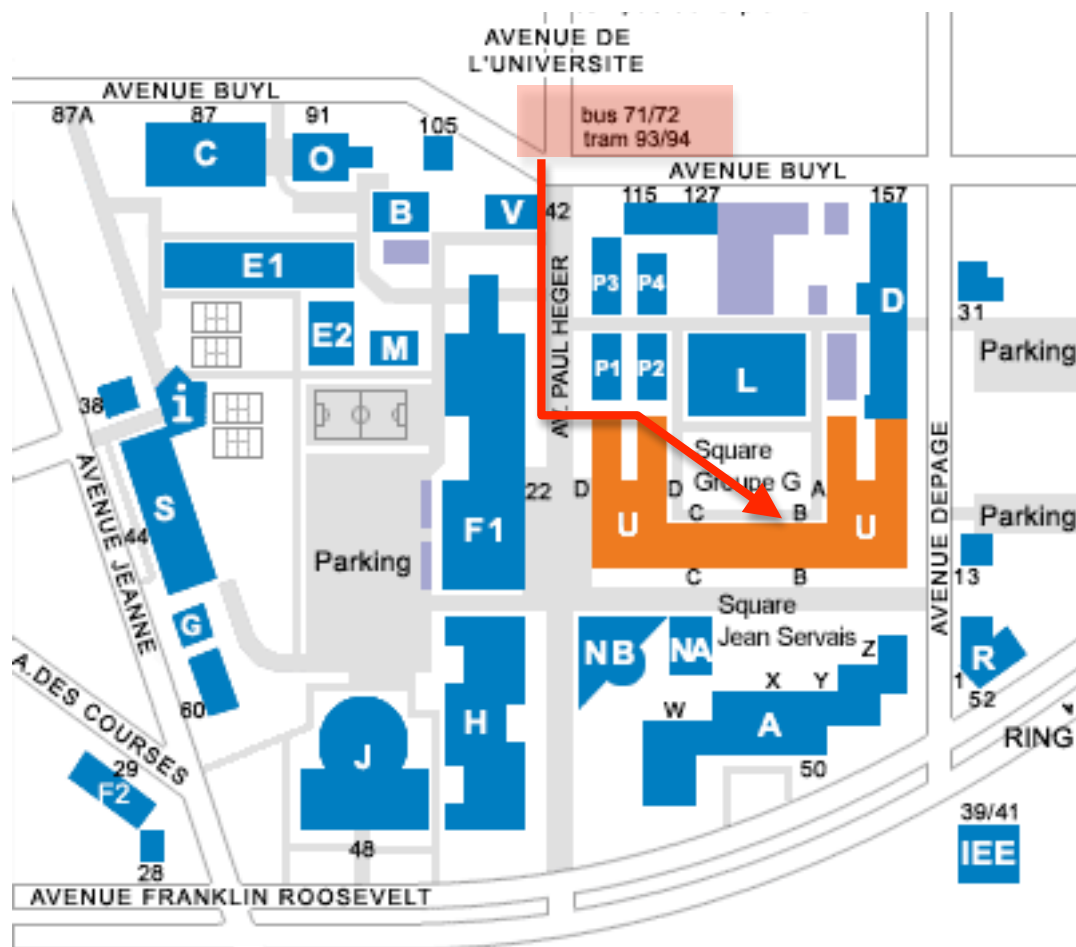 AVENUE DE
L'UNIVERSITE
AVENUE BUYL
bus 71/72
tram 93/94
87A
87
91
105
C
O
AVENUE BUYL
115
127
157
B
V
42
E1
P3
P4
D
31
E2
M
AV. PAUL HEGER
P1
P2
L
Parking
i
38
Square
Groupe G
AVENUE DEPAGE
S
44
22
D
D
C
B
A
F1
U
U
Parking
Parking
AVENUE JEANNE
C
B
13
Square
Jean Servais
G
NB
NA
Z
R
1
52
A.DES COURSES
60
X
Y
W
H
A
RING
J
50
29
F2
39/41
IEE
48
28
AVENUE FRANKLIN ROOSEVELT